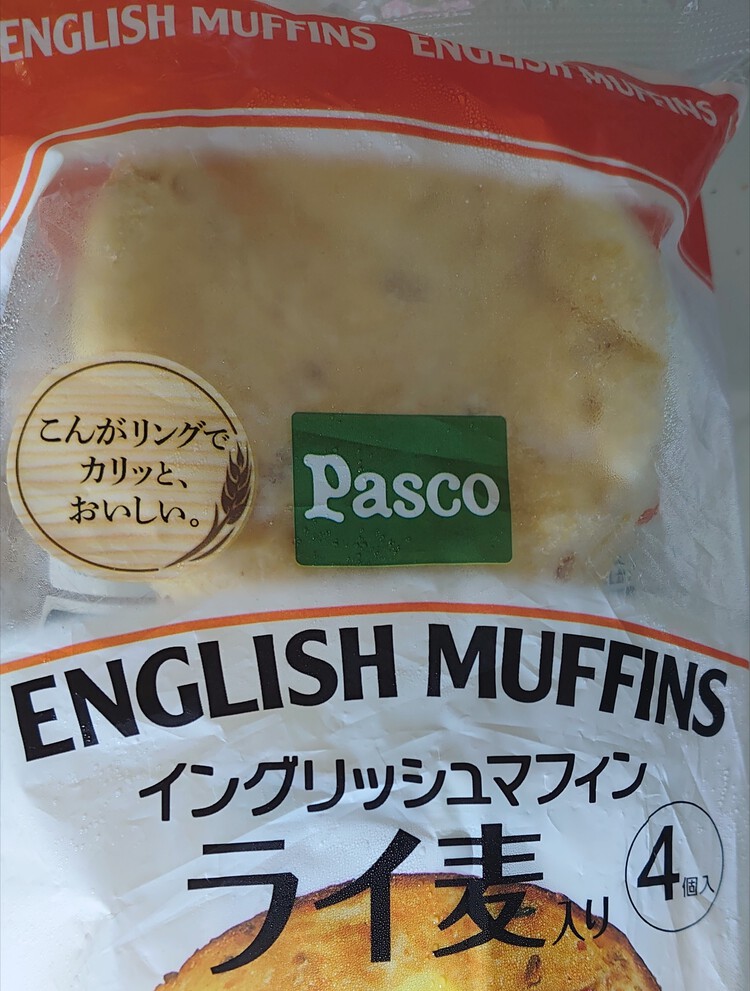 ENGLISH MUFFINS ENGLISH MUFFINS
こんがリングで
カリッと、
おいしい。
Pasco
ENGLISH MUFFINS
イングリッシュマフィン
ライ麦入り
4個入